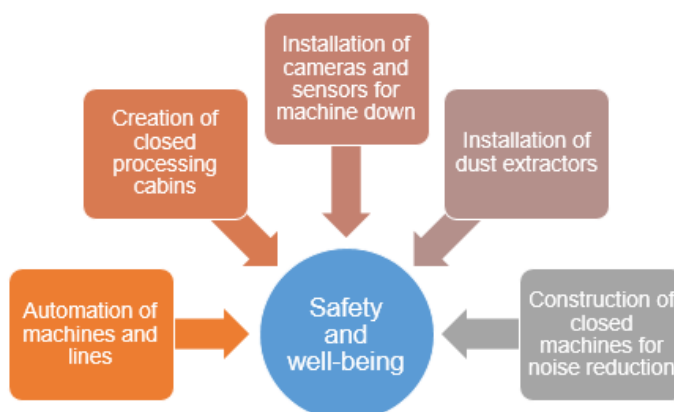 Installation of
cameras and
sensors for
machine down
Creation of
closed
processing
cabins
Installation of
dust extractors
Automation of
machines and
lines
Safety
and
well-being
Construction of
closed
machines for
noise reduction